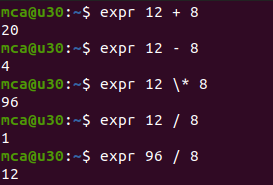 mca@u30:~$ expr 12 + 8
20
mca@u30:~$ expr 12 - 8
4
mca@u30:~$ expr 12 \* 8
96
mca@u30:~$ expr 12 / 8
1
mca@u30:~$ expr 96 / 8
12